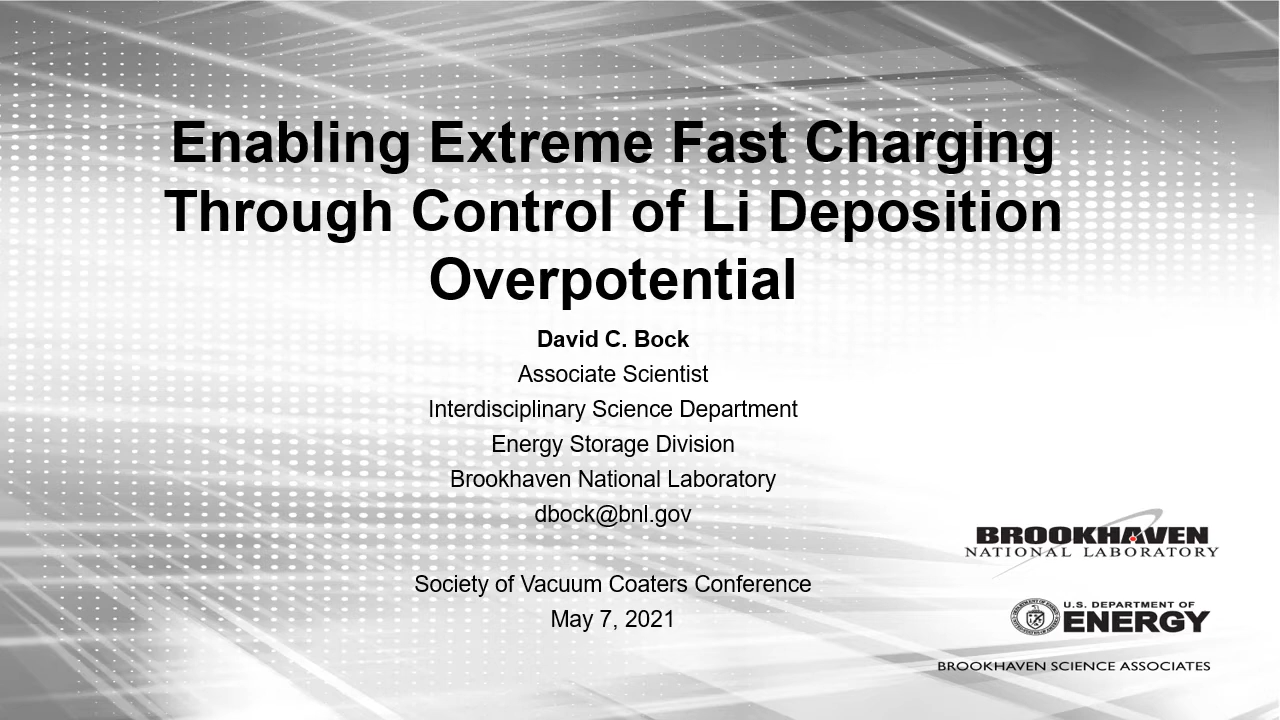 Enabling Extreme Fast Charging
Through Control of Li Deposition
Overpotential
David C. Bock
Associate Scientist
Interdisciplinary Science Department
Energy Storage Division
Brookhaven National Laboratory
dbock@bnl.gov
Society of Vacuum Coaters Conference
May 7, 2021
BROOKHAVEN
NATIONAL LABORATORY
U.S. DEPARTMENT OF
ENERGY
BROOKHAVEN SCIENCE ASSOCIATES